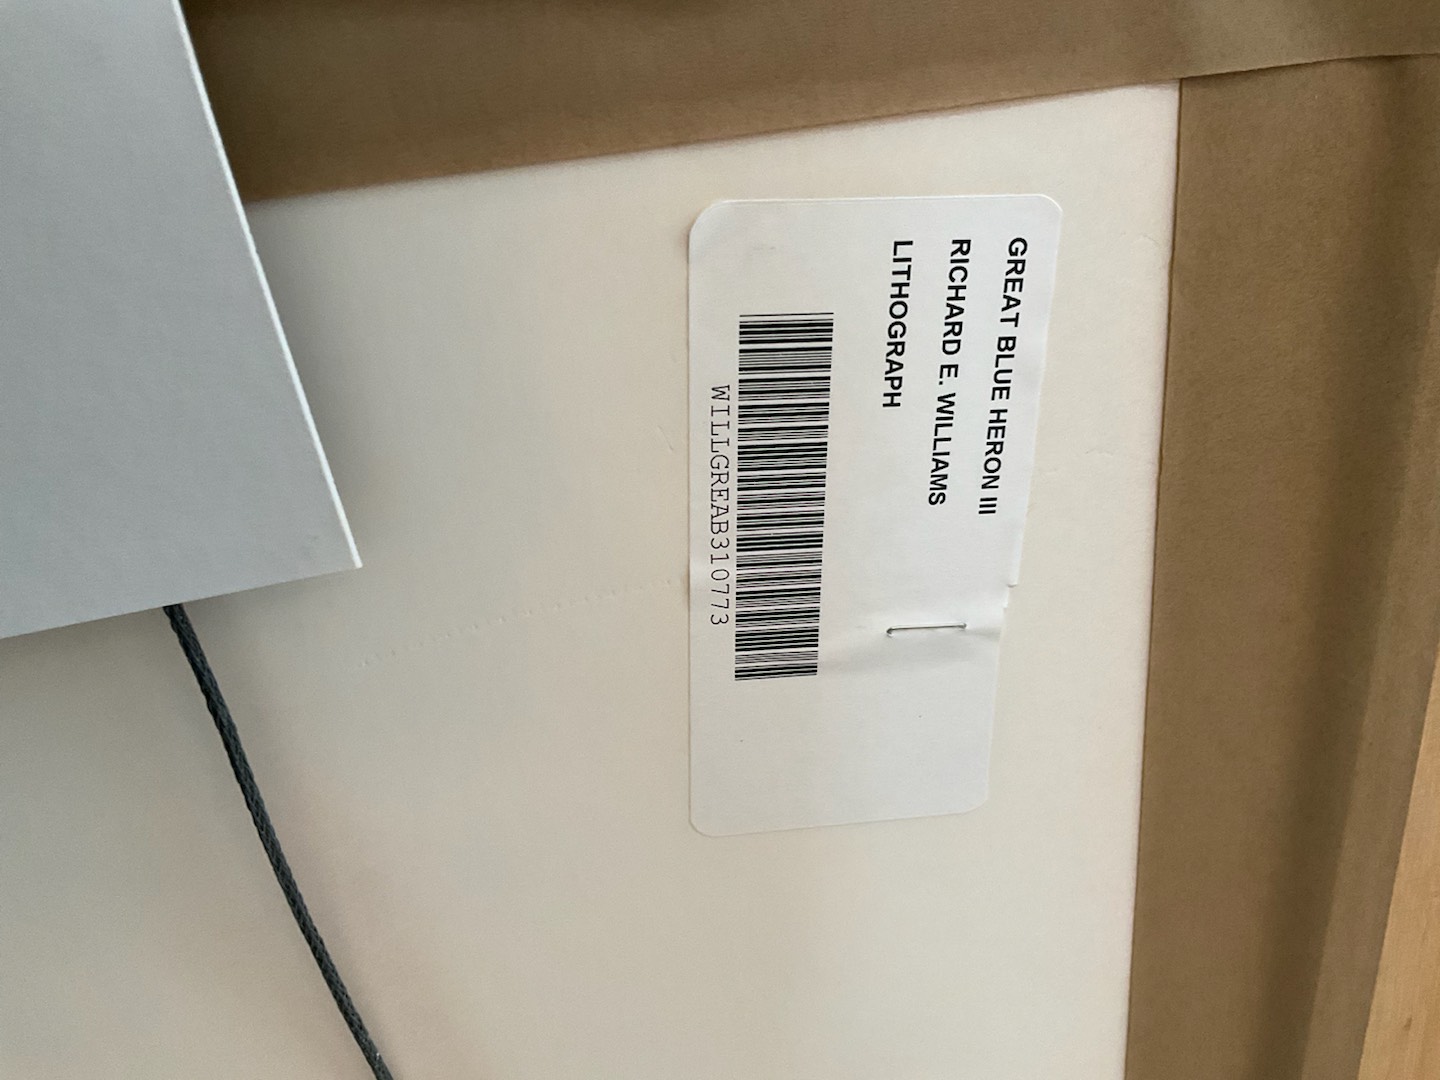 GREAT BLUE HERON III
RICHARD E. WILLIAMS
LITHOGRAPH
WILLGREAB310773